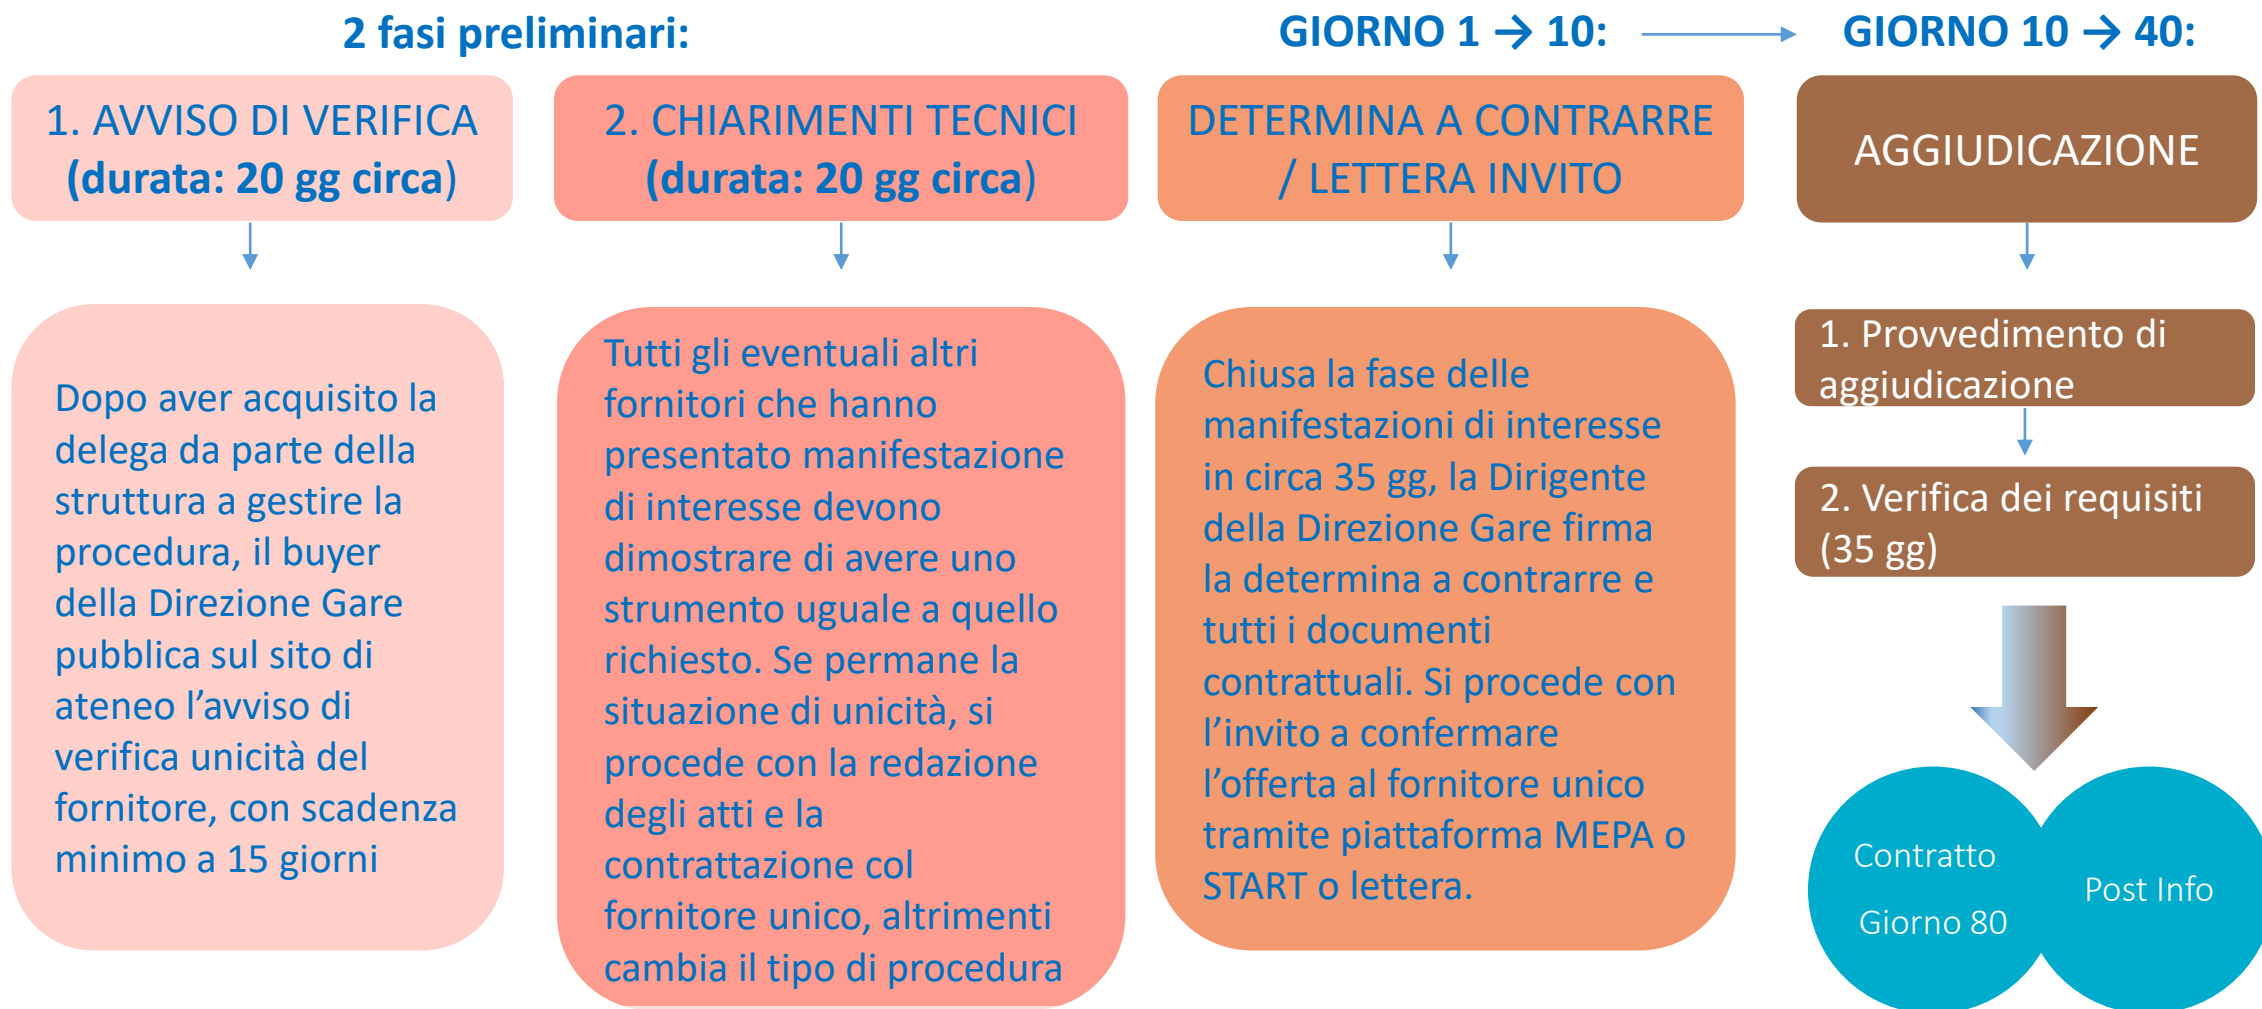 2 fasi preliminari:
GIORNO 1 → 10:
GIORNO 10 → 40:
1. AVVISO DI VERIFICA
(durata: 20 gg circa)
2. CHIARIMENTI TECNICI
(durata: 20 gg circa)
DETERMINA A CONTRARRE
/ LETTERA INVITO
AGGIUDICAZIONE
Dopo aver acquisito la
delega da parte della
struttura a gestire la
procedura, il buyer
della Direzione Gare
pubblica sul sito di
ateneo l’avviso di
verifica unicità del
fornitore, con scadenza
minimo a 15 giorni
Tutti gli eventuali altri
fornitori che hanno
presentato manifestazione
di interesse devono
dimostrare di avere uno
strumento uguale a quello
richiesto. Se permane la
situazione di unicità, si
procede con la redazione
degli atti e la
contrattazione col
fornitore unico, altrimenti
cambia il tipo di procedura
Chiusa la fase delle
manifestazioni di interesse
in circa 35 gg, la Dirigente
della Direzione Gare firma
la determina a contrarre e
tutti i documenti
contrattuali. Si procede con
l’invito a confermare
l’offerta al fornitore unico
tramite piattaforma MEPA o
START o lettera.
1. Provvedimento di
aggiudicazione
2. Verifica dei requisiti
(35 gg)
Contratto
Giorno 80
Post Info